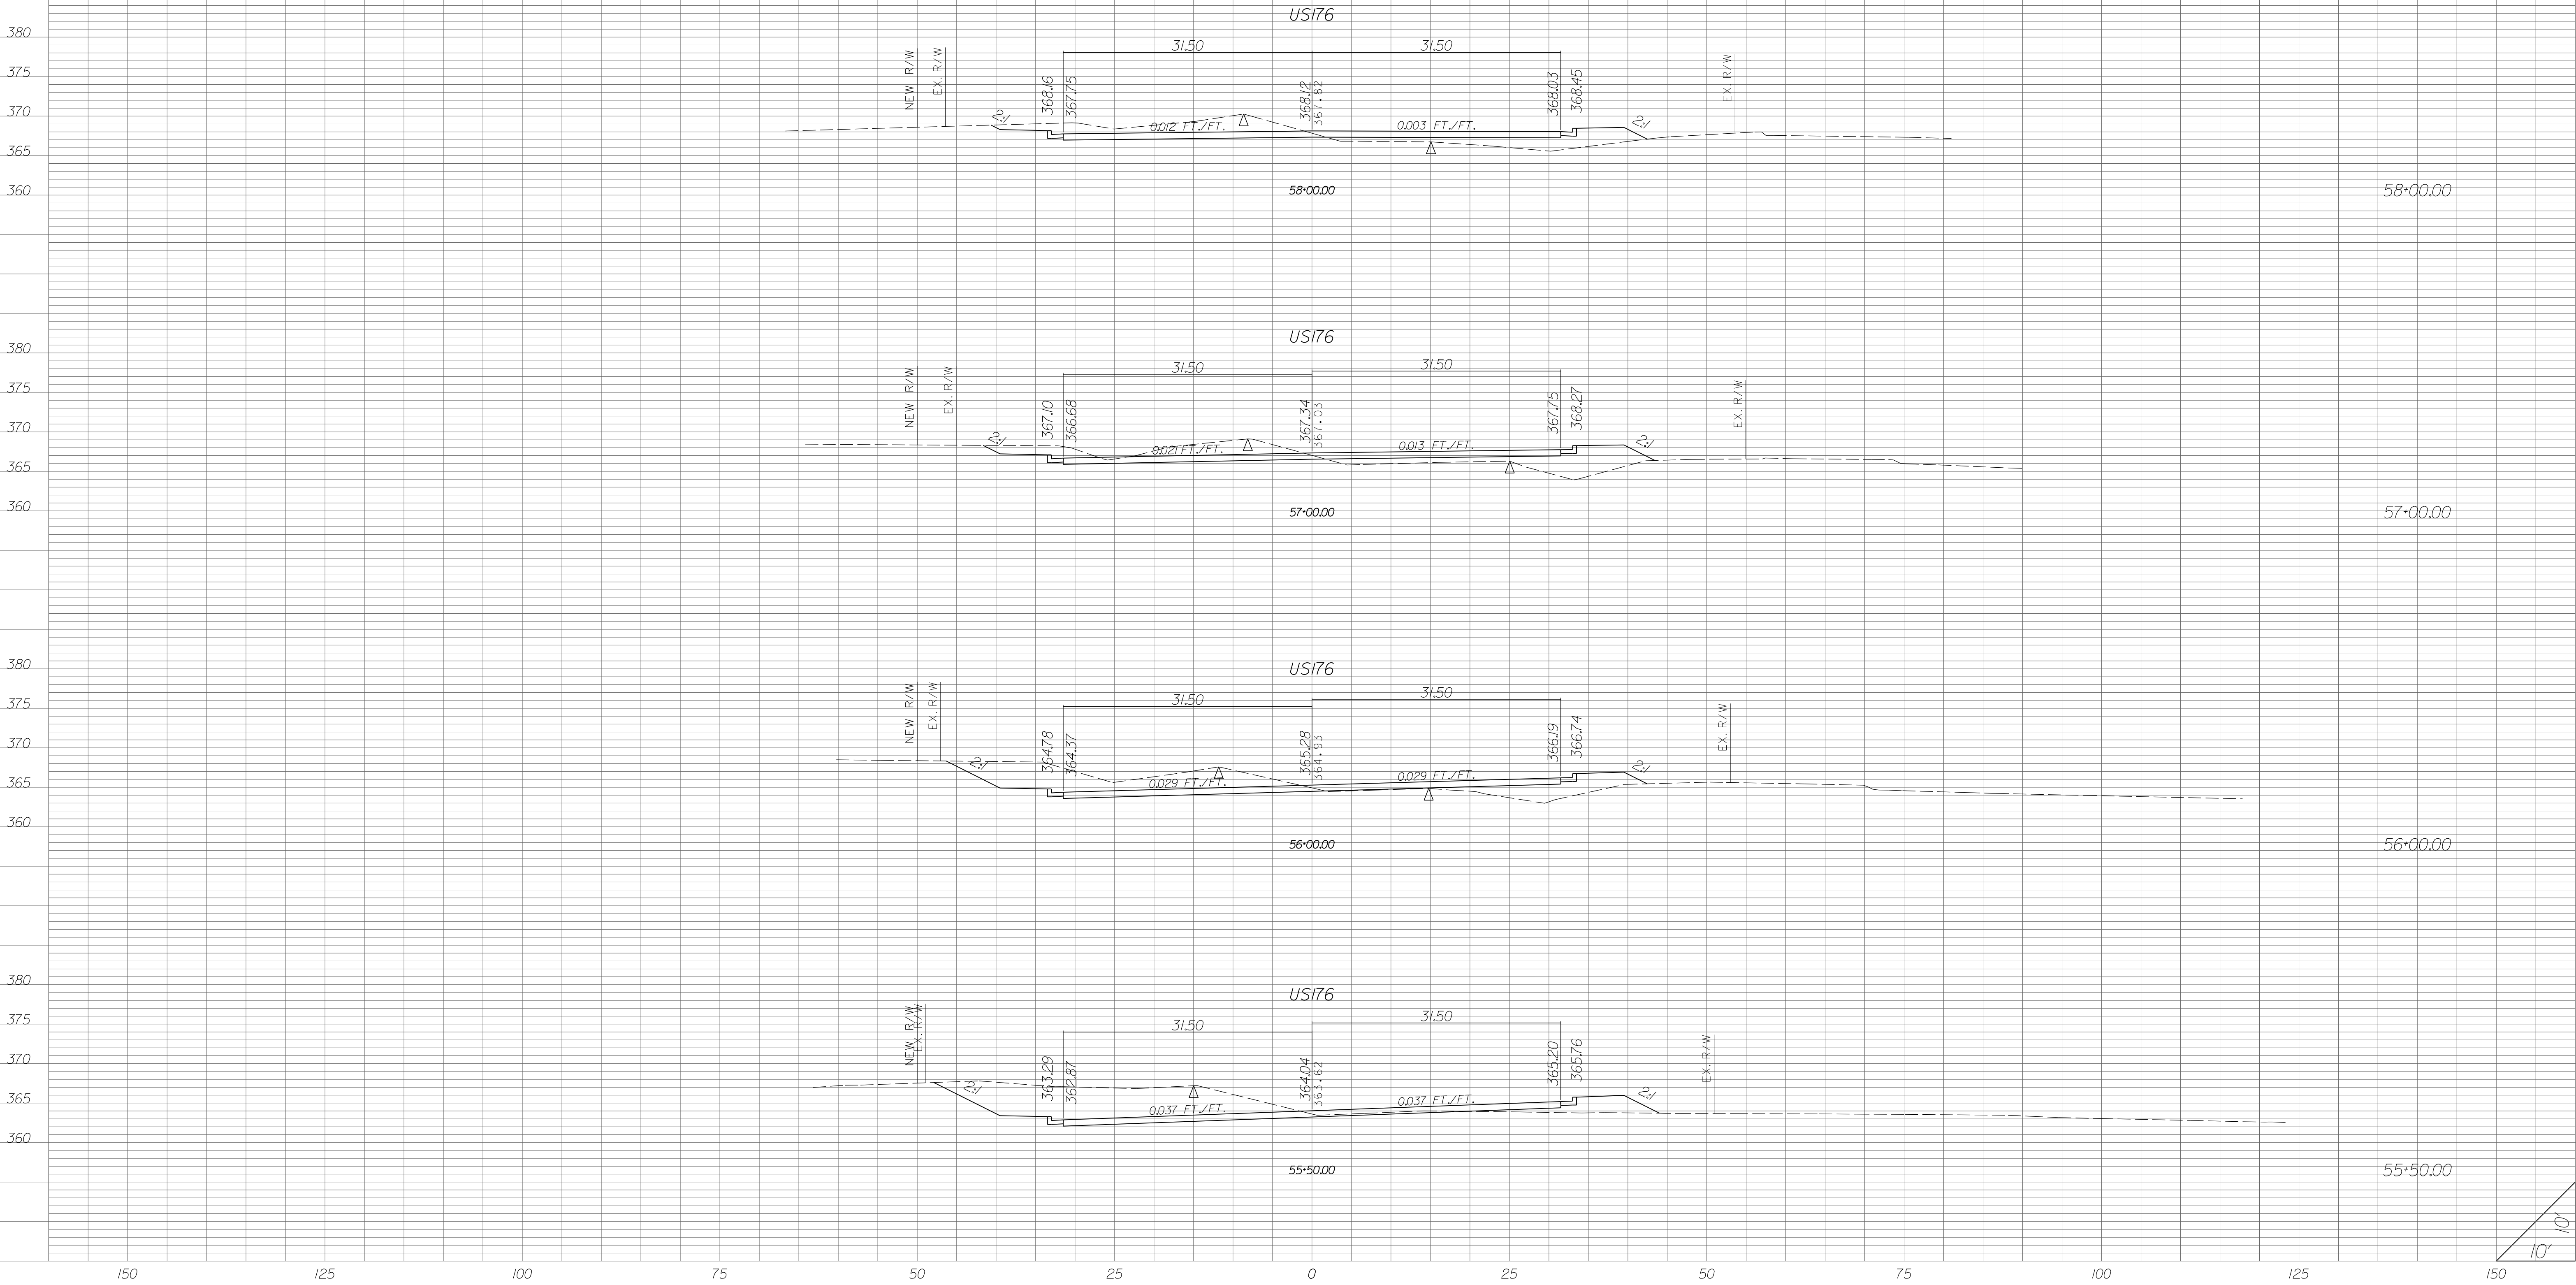 US176
380
31.50 31.50
375
NEW R/W EX. R/W 368.16 367.75 368.12 367.82 368.03 368.45 EX. R/W
370
2:1 0.012 FT./FT. 0.003 FT./FT. 2:1
365
360 58+00.00 58+00.00
US176
380
31.50 31.50
375
NEW R/W EX. R/W 367.10 366.68 367.34 367.03 367.75 368.27 EX. R/W
370
2:1 0.021 FT./FT. 0.013 FT./FT. 2:1
365
360 57+00.00 57+00.00
US176
380
31.50 31.50
375
NEW R/W EX. R/W 364.78 364.37 365.28 364.93 366.19 366.74 EX. R/W
370
2:1 0.029 FT./FT. 0.029 FT./FT. 2:1
365
360 56+00.00 56+00.00
380
US176
375 31.50 31.50
NEW R/W EX. R/W 363.29 362.87 364.04 363.62 365.20 365.76 EX. R/W
370
2:1 2:1
365 0.037 FT./FT. 0.037 FT./FT.
360
55+50.00 55+50.00
10'
10'
150 125 100 75 50 25 0 25 50 75 100 125 150